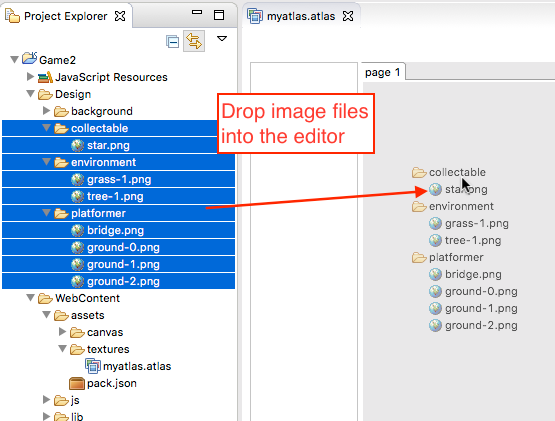 Project Explorer
Game2
JavaScript Resources
Design
background
collectable
star.png
environment
grass-1.png
tree-1.png
platformer
bridge.png
ground-0.png
ground-1.png
ground-2.png
WebContent
assets
canvas
textures
myatlas.atlas
pack.json
js
lib
myatlas.atlas
page 1
Drop image files
into the editor
collectable
star.png
environment
grass-1.png
tree-1.png
platformer
bridge.png
ground-0.png
ground-1.png
ground-2.png